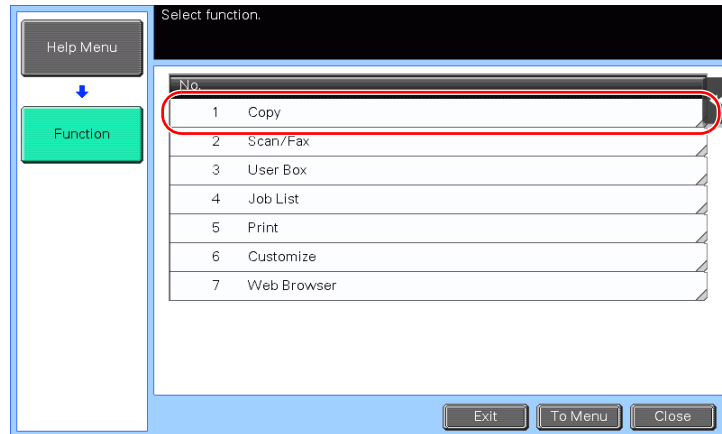 Select function.
Help Menu
Function
No.
1 Copy
2 Scan/Fax
3 User Box
4 Job List
5 Print
6 Customize
7 Web Browser
Exit To Menu Close